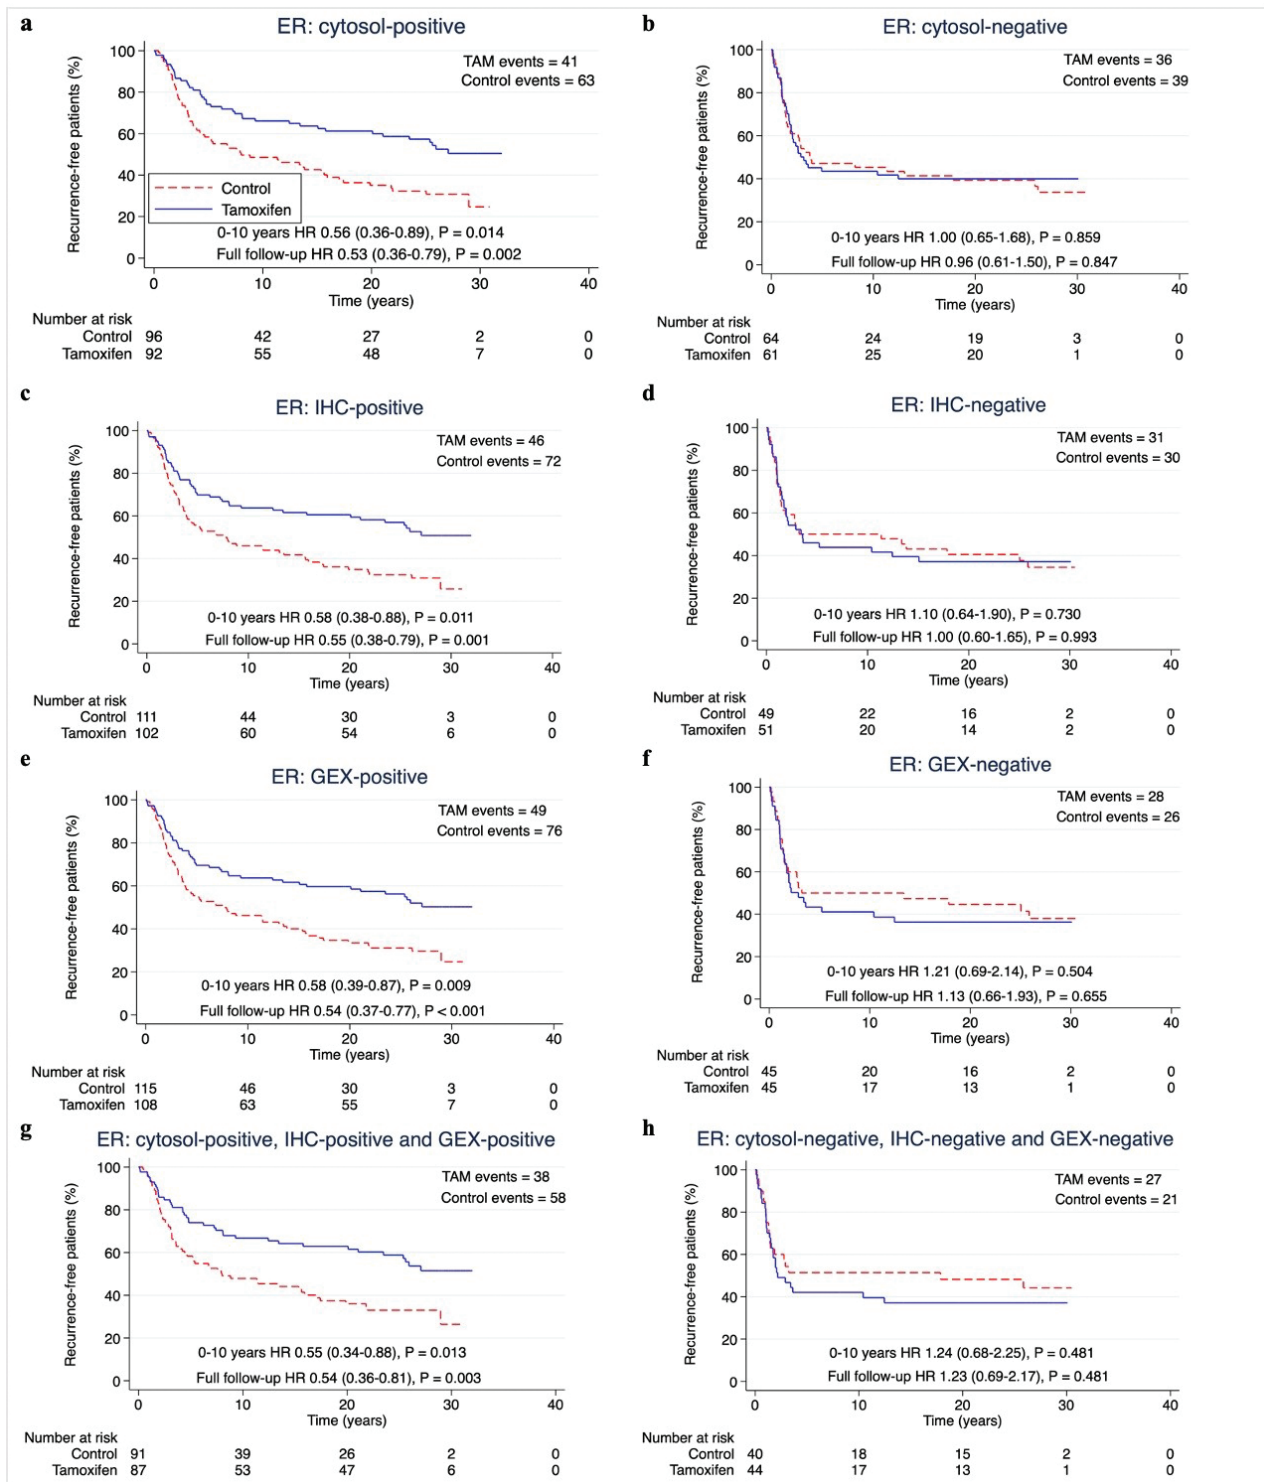 a
ER: cytosol-positive
TAM events = 41
Control events = 63
Recurrence-free patients (%)
100
80
60
40
20
0
Control
Tamoxifen
0-10 years HR 0.56 (0.36-0.89), P = 0.014
Full follow-up HR 0.53 (0.36-0.79), P = 0.002
0 10 20 30 40
Time (years)
Number at risk
Control 96 42 27 2 0
Tamoxifen 92 55 48 7 0
b
ER: cytosol-negative
TAM events = 36
Control events = 39
Recurrence-free patients (%)
100
80
60
40
20
0
0-10 years HR 1.00 (0.65-1.68), P = 0.859
Full follow-up HR 0.96 (0.61-1.50), P = 0.847
0 10 20 30 40
Time (years)
Number at risk
Control 64 24 19 3 0
Tamoxifen 61 25 20 1 0
c
ER: IHC-positive
TAM events = 46
Control events = 72
Recurrence-free patients (%)
100
80
60
40
20
0
0-10 years HR 0.58 (0.38-0.88), P = 0.011
Full follow-up HR 0.55 (0.38-0.79), P = 0.001
0 10 20 30 40
Time (years)
Number at risk
Control 111 44 30 3 0
Tamoxifen 102 60 54 6 0
d
ER: IHC-negative
TAM events = 31
Control events = 30
Recurrence-free patients (%)
100
80
60
40
20
0
0-10 years HR 1.10 (0.64-1.90), P = 0.730
Full follow-up HR 1.00 (0.60-1.65), P = 0.993
0 10 20 30 40
Time (years)
Number at risk
Control 49 22 16 2 0
Tamoxifen 51 20 14 2 0
e
ER: GEX-positive
TAM events = 49
Control events = 76
Recurrence-free patients (%)
100
80
60
40
20
0
0-10 years HR 0.58 (0.39-0.87), P = 0.009
Full follow-up HR 0.54 (0.37-0.77), P < 0.001
0 10 20 30 40
Time (years)
Number at risk
Control 115 46 30 3 0
Tamoxifen 108 63 55 7 0
f
ER: GEX-negative
TAM events = 28
Control events = 26
Recurrence-free patients (%)
100
80
60
40
20
0
0-10 years HR 1.21 (0.69-2.14), P = 0.504
Full follow-up HR 1.13 (0.66-1.93), P = 0.655
0 10 20 30 40
Time (years)
Number at risk
Control 45 20 16 2 0
Tamoxifen 45 17 13 1 0
g
ER: cytosol-positive, IHC-positive and GEX-positive
TAM events = 38
Control events = 58
Recurrence-free patients (%)
100
80
60
40
20
0
0-10 years HR 0.55 (0.34-0.88), P = 0.013
Full follow-up HR 0.54 (0.36-0.81), P = 0.003
0 10 20 30 40
Time (years)
Number at risk
Control 91 39 26 2 0
Tamoxifen 87 53 47 6 0
h
ER: cytosol-negative, IHC-negative and GEX-negative
TAM events = 27
Control events = 21
Recurrence-free patients (%)
100
80
60
40
20
0
0-10 years HR 1.24 (0.68-2.25), P = 0.481
Full follow-up HR 1.23 (0.69-2.17), P = 0.481
0 10 20 30 40
Time (years)
Number at risk
Control 40 18 15 2 0
Tamoxifen 44 17 13 1 0